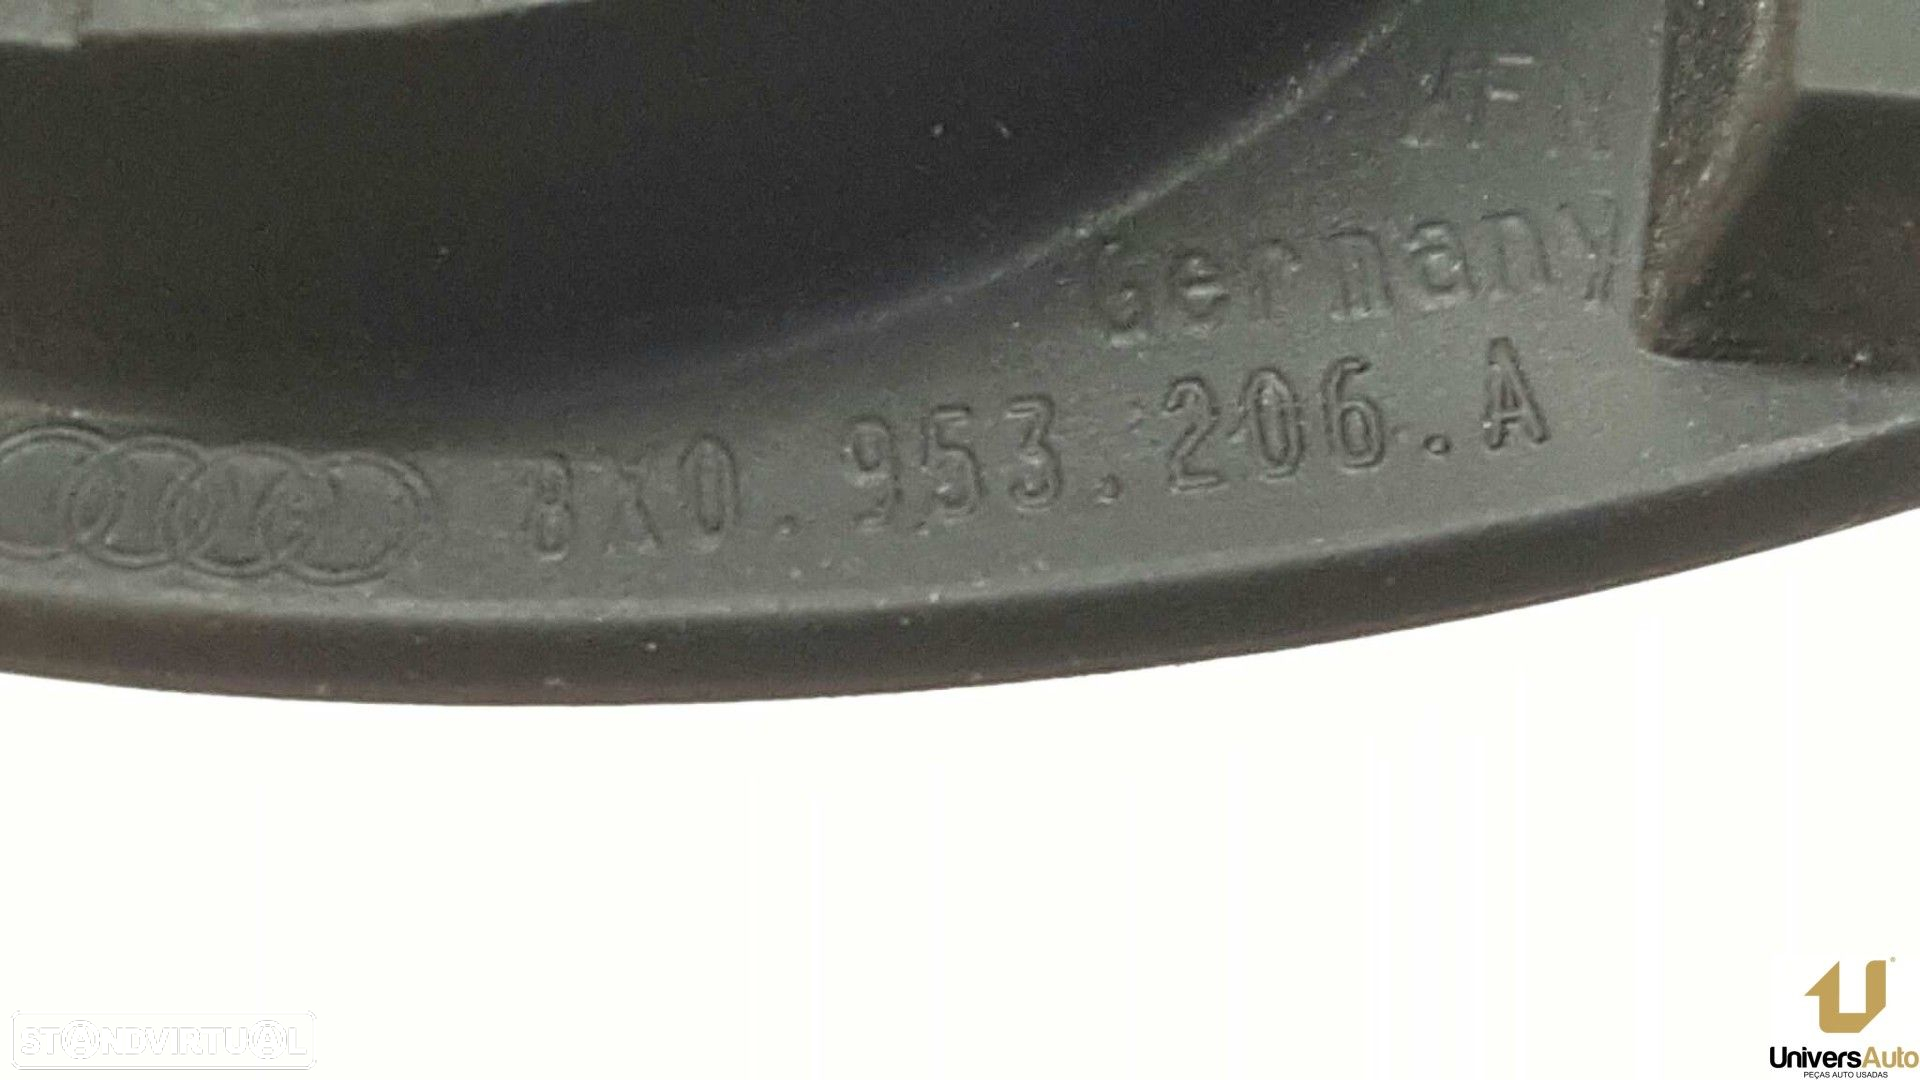 Germany
8X0.953.206.A
STANDVIRTUAL
UniversAuto
PEÇAS AUTO USADAS